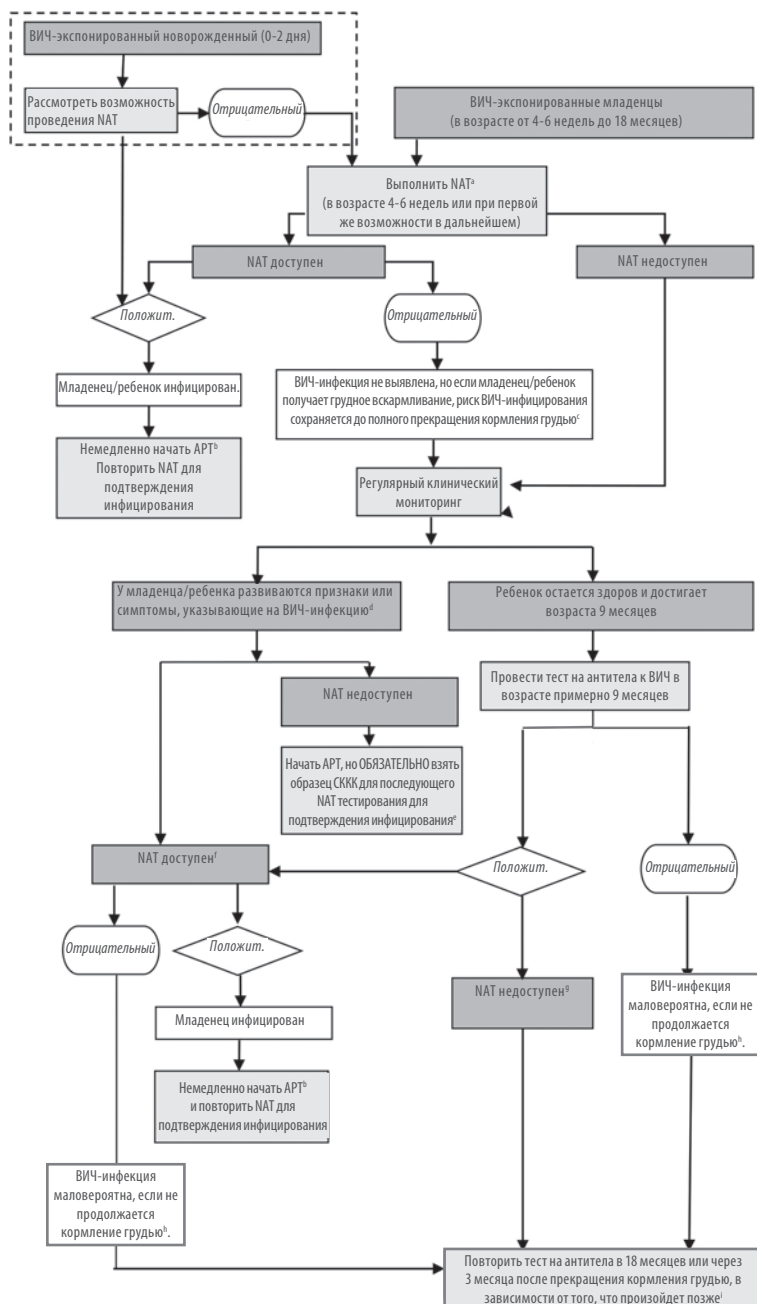 ВИЧ-экспонированный новорожденный (0-2 дня)
Рассмотреть возможность
проведения NAT
Отрицательный
ВИЧ-экспонированные младенцы
(в возрасте от 4-6 недель до 18 месяцев)
Выполнить NATᵃ
(в возрасте 4-6 недель или при первой
же возможности в дальнейшем)
NAT доступен
NAT недоступен
Положит.
Отрицательный
Младенец/ребенок инфицирован.
ВИЧ-инфекция не выявлена, но если младенец/ребенок
получает грудное вскармливание, риск ВИЧ-инфицирования
сохраняется до полного прекращения кормления грудьюᶜ
Немедленно начать АРТᵇ
Повторить NAT для
подтверждения
инфицирования
Регулярный клинический
мониторинг
У младенца/ребенка развиваются признаки или
симптомы, указывающие на ВИЧ-инфекциюᵈ
Ребенок остается здоров и достигает
возраста 9 месяцев
NAT недоступен
Провести тест на антитела к ВИЧ в
возрасте примерно 9 месяцев
Начать АРТ, но ОБЯЗАТЕЛЬНО взять
образец СККК для последующего
NAT тестирования для
подтверждения инфицированияᵉ
NAT доступенᶠ
Положит.
Отрицательный
Отрицательный
Положит.
NAT недоступенᵍ
ВИЧ-инфекция
маловероятна, если не
продолжается
кормление грудьюʰ.
Младенец инфицирован
Немедленно начать АРТᵇ
и повторить NAT для
подтверждения инфицирования
ВИЧ-инфекция
маловероятна, если не
продолжается
кормление грудьюʰ.
Повторить тест на антитела в 18 месяцев или через
3 месяца после прекращения кормления грудью, в
зависимости от того, что произойдет позжеⁱ